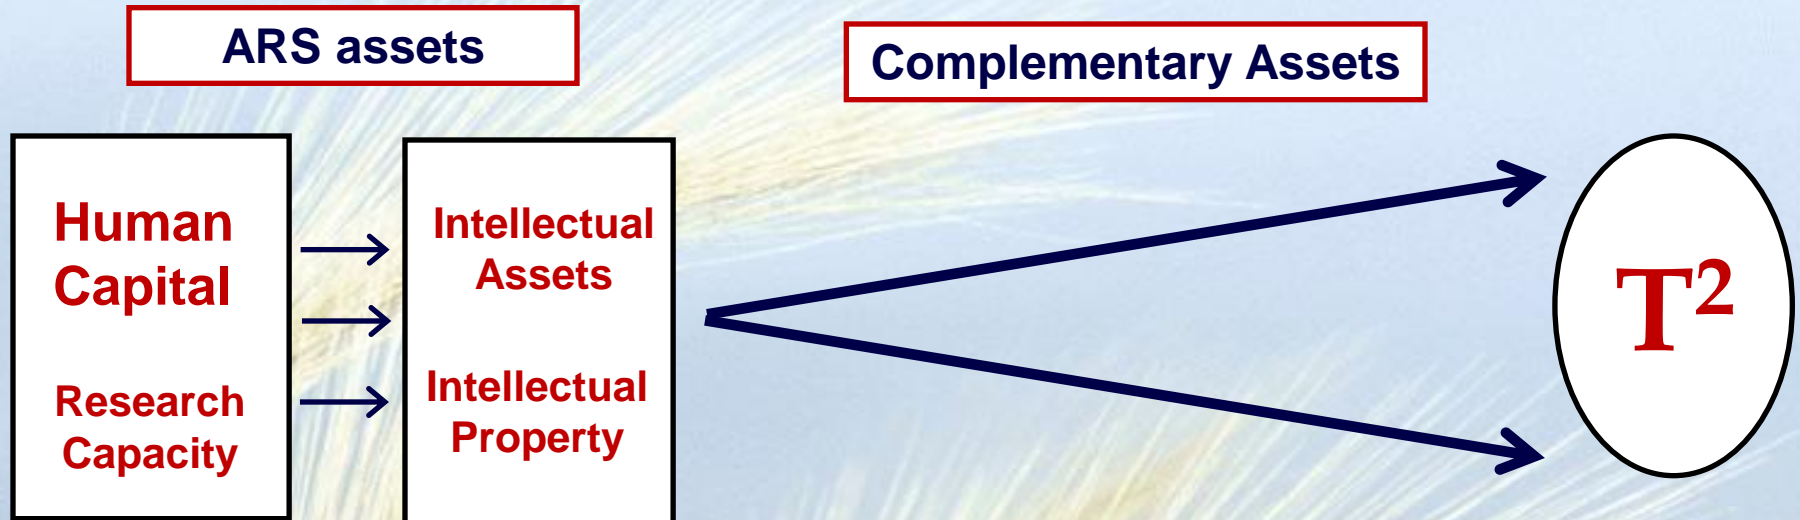 ARS assets
Complementary Assets
Human
Capital
Research
Capacity
Intellectual
Assets
Intellectual
Property
T²